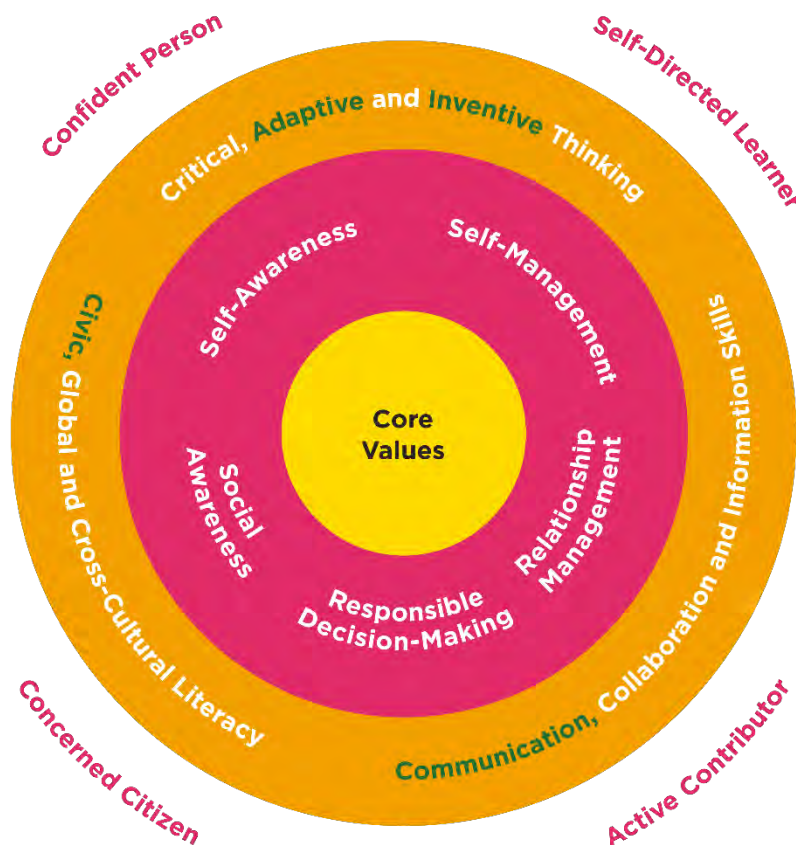 Confident Person
Self-Directed Learner
Critical, Adaptive and Inventive Thinking
Self-Awareness
Self-Management
Civic, Global and Cross-Cultural Literacy
Communication, Collaboration and Information Skills
Core
Values
Social
Awareness
Relationship
Management
Responsible
Decision-Making
Concerned Citizen
Active Contributor